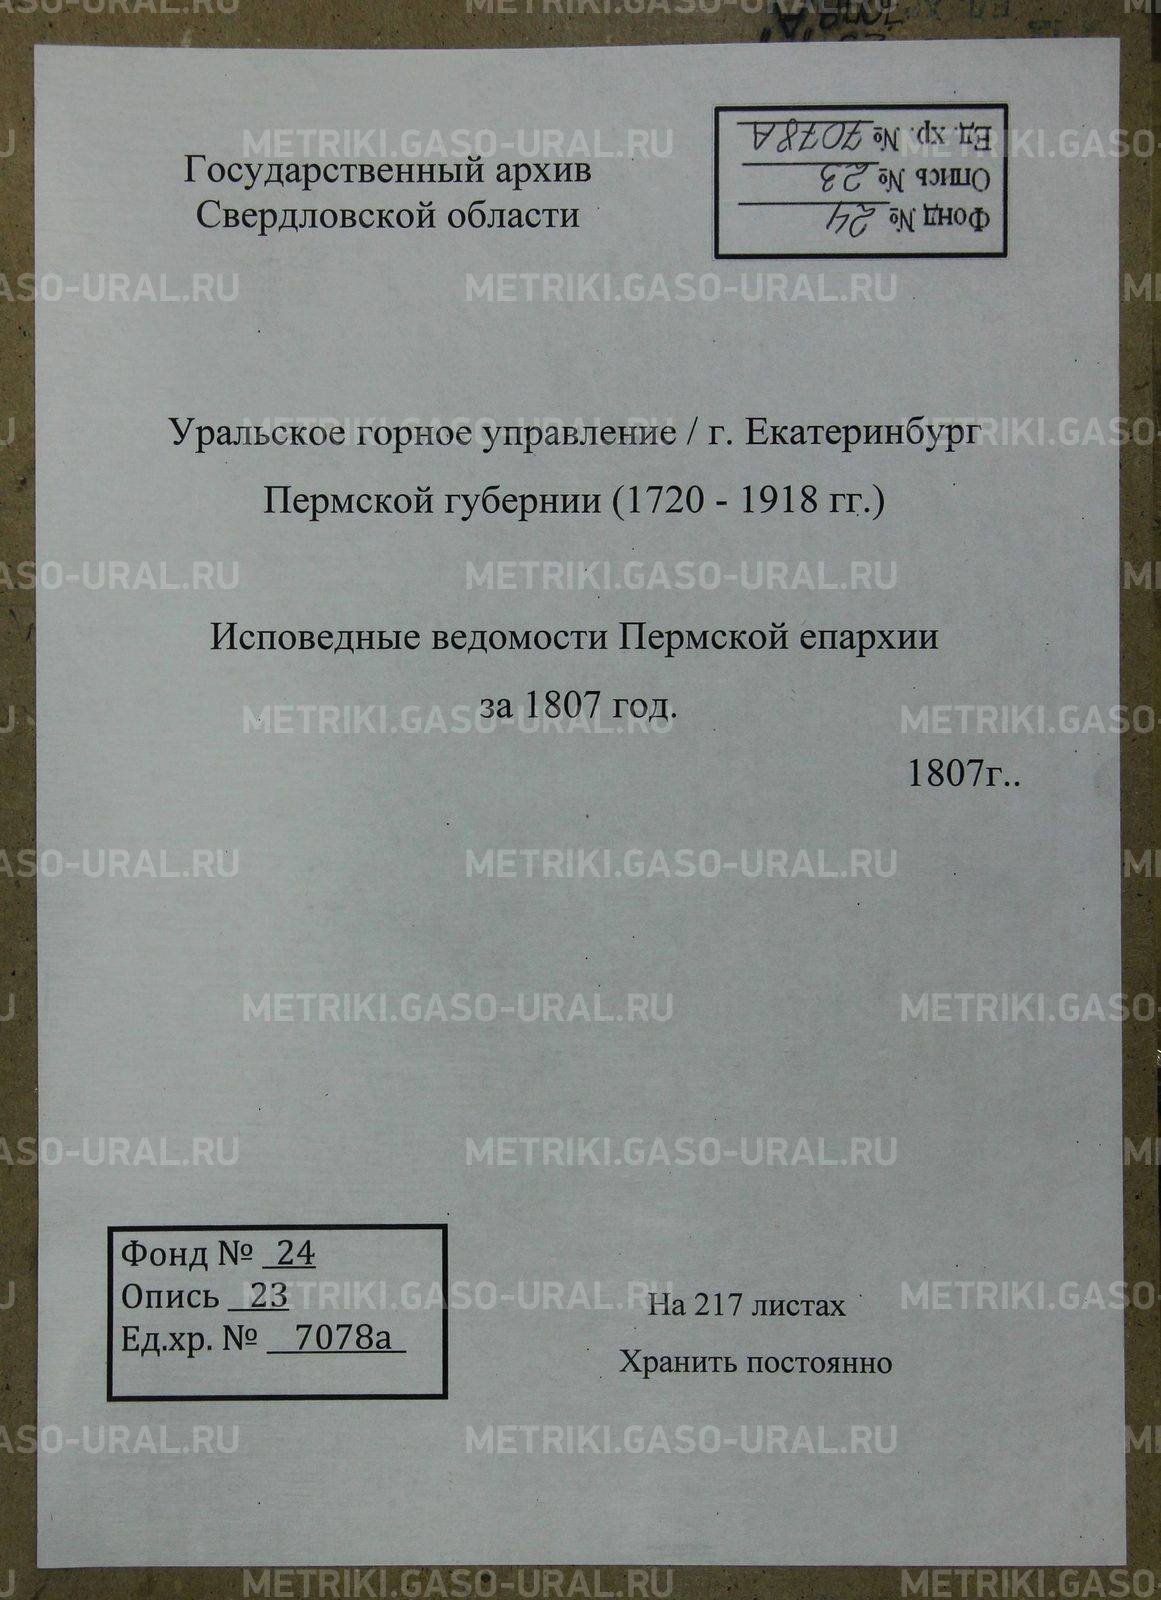 Государственный архив
Свердловской области
Фонд № 24
Опись № 23
Ед. хр. № 7078А
Уральское горное управление / г. Екатеринбург
Пермской губернии (1720 - 1918 гг.)
Исповедные ведомости Пермской епархии
за 1807 год.
1807г..
Фонд № 24
Опись 23
Ед.хр. № 7078а
На 217 листах
Хранить постоянно
METRIKI.GASO-URAL.RU